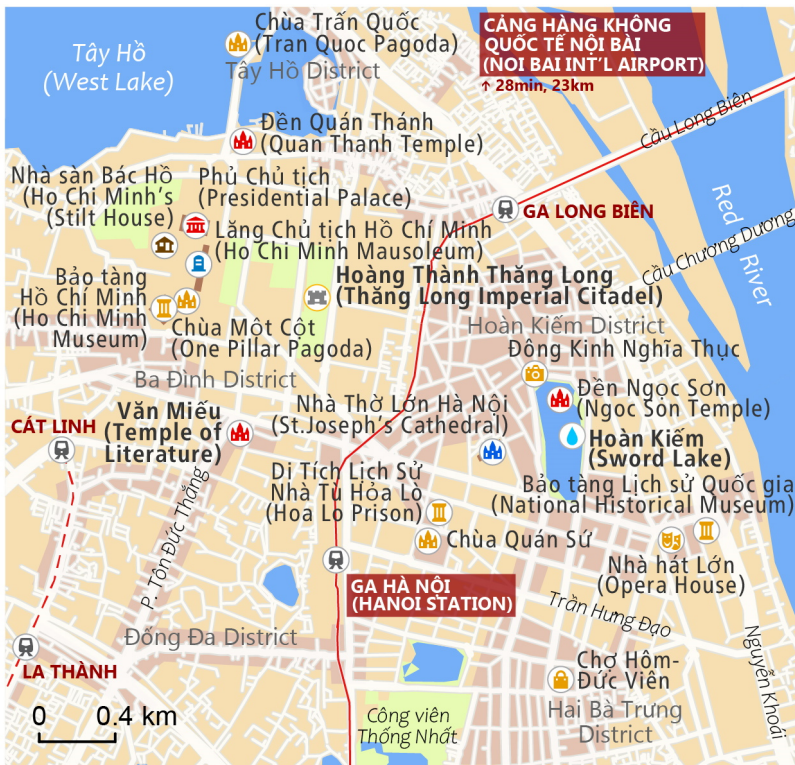 Chùa Trấn Quốc
(Tran Quoc Pagoda)
Tây Hồ
(West Lake)
Tây Hồ District
CẢNG HÀNG KHÔNG
QUỐC TẾ NỘI BÀI
(NOI BAI INT'L AIRPORT)
↑ 28min, 23km
Cầu Long Biên
Đền Quán Thánh
(Quan Thanh Temple)
Nhà sàn Bác Hồ
(Ho Chi Minh's
(Stilt House)
Phủ Chủ tịch
(Presidential Palace)
GA LONG BIÊN
Red River
Cầu Chương Dương
Lăng Chủ tịch Hồ Chí Minh
(Ho Chi Minh Mausoleum)
Bảo tàng
Hồ Chí Minh
(Ho Chi Minh
Museum)
Hoàng Thành Thăng Long
(Thăng Long Imperial Citadel)
Chùa Một Cột
(One Pillar Pagoda)
Hoàn Kiếm District
Đông Kinh Nghĩa Thục
Ba Đình District
Đền Ngọc Sơn
(Ngoc Son Temple)
CÁT LINH
Văn Miếu
(Temple of
Literature)
Nhà Thờ Lớn Hà Nội
(St.Joseph's Cathedral)
Hoàn Kiếm
(Sword Lake)
Di Tích Lịch Sử
Nhà Tù Hỏa Lò
(Hoa Lo Prison)
Bảo tàng Lịch sử Quốc gia
(National Historical Museum)
P. Tôn Đức Thắng
Chùa Quán Sứ
Nhà hát Lớn
(Opera House)
GA HÀ NỘI
(HANOI STATION)
Trần Hưng Đạo
Nguyễn Khoái
Đống Đa District
LA THÀNH
Chợ Hôm-
Đức Viên
Hai Bà Trưng
District
0 0.4 km
Công viên
Thống Nhất